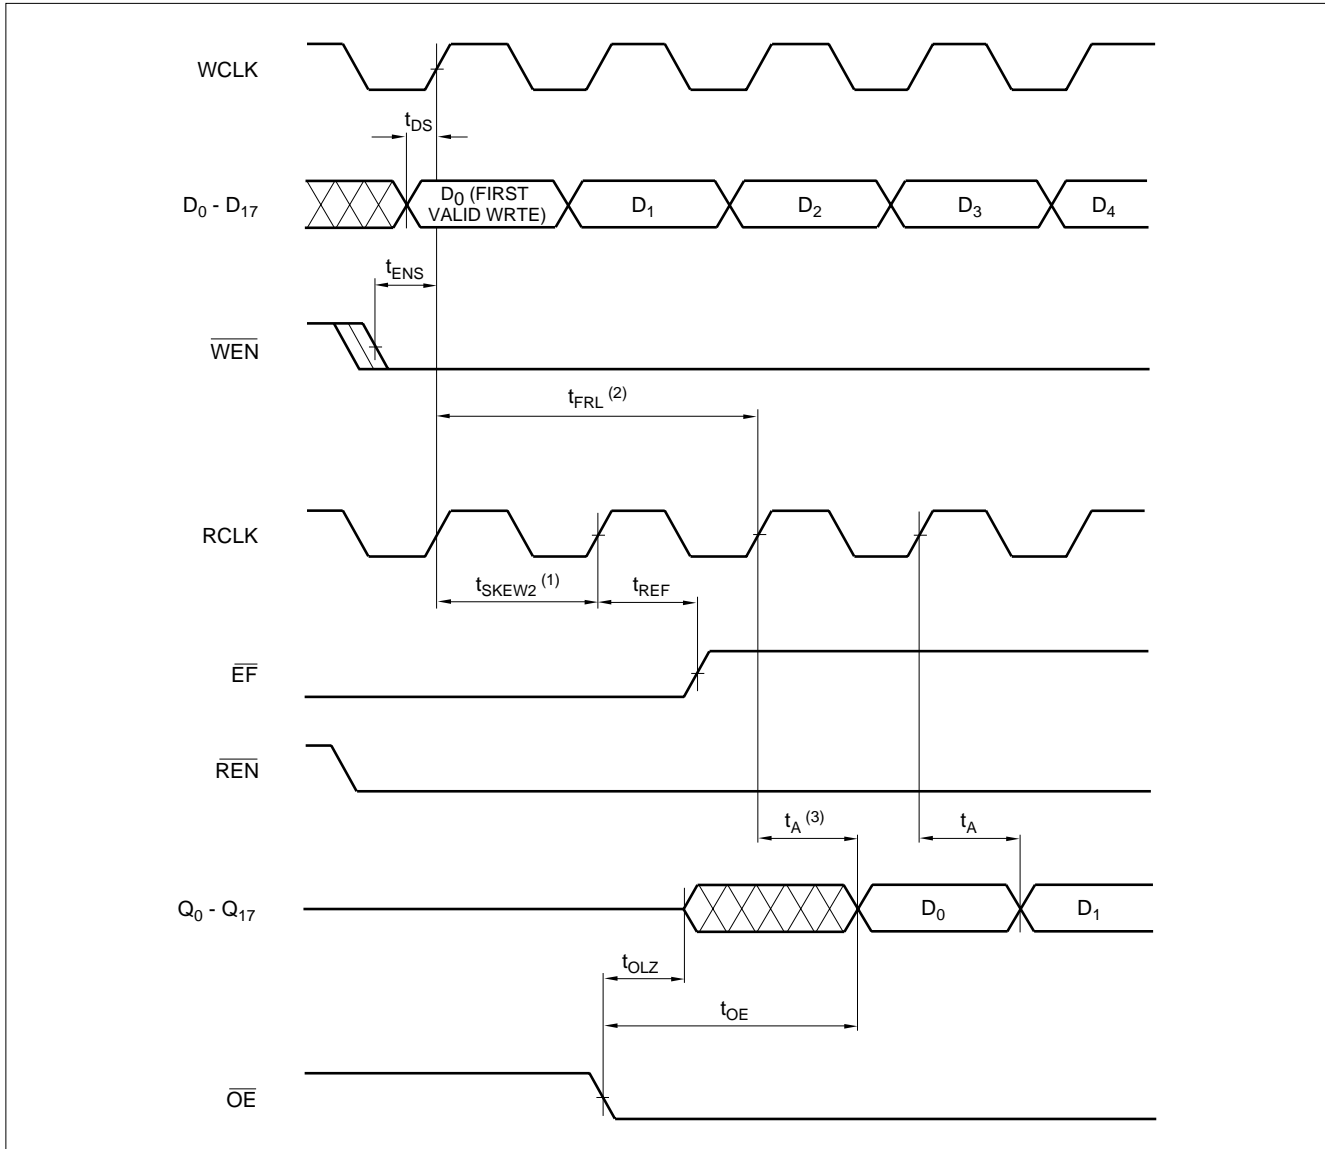 WCLK
tDS
D0 - D17
D0 (FIRST
VALID WRTE)
D1
D2
D3
D4
tENS
WEN
tFRL (2)
RCLK
tSKEW2 (1)
tREF
EF
REN
tA (3)
tA
Q0 - Q17
D0
D1
tOLZ
tOE
OE